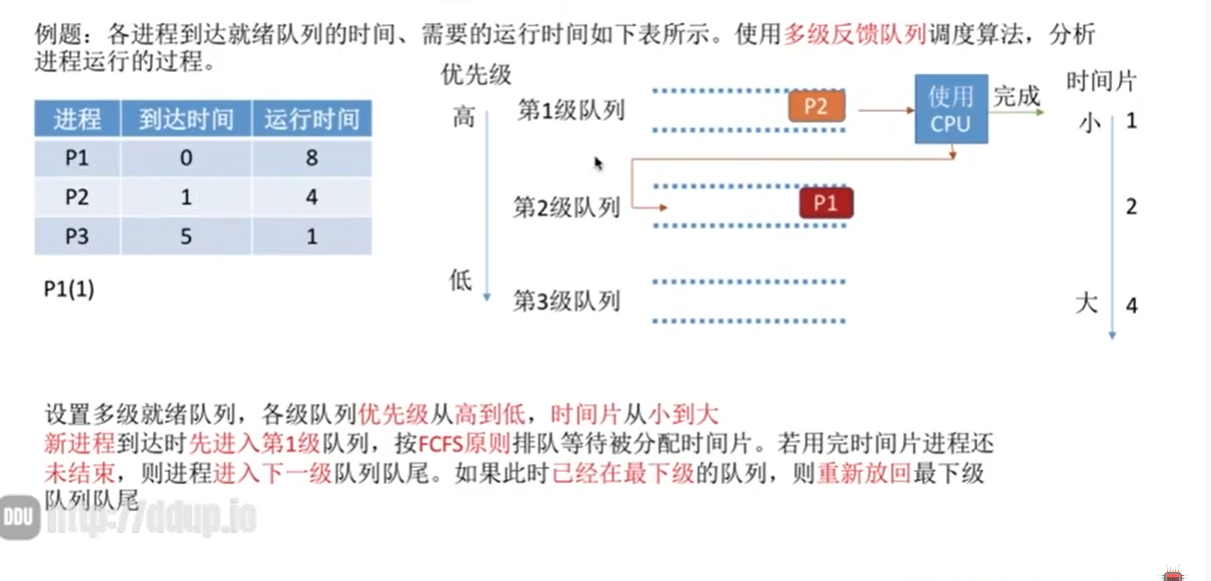 例题：各进程到达就绪队列的时间、需要的运行时间如下表所示。使用多级反馈队列调度算法，分析
进程运行的过程。
优先级
高
低
进程 到达时间 运行时间
P1 0 8
P2 1 4
P3 5 1
P1(1)
第1级队列
P2
使用
CPU
完成
时间片
小 1
第2级队列
P1
2
第3级队列
大 4
设置多级就绪队列，各级队列优先级从高到低，时间片从小到大
新进程到达时先进入第1级队列，按FCFS原则排队等待被分配时间片。若用完时间片进程还
未结束，则进程进入下一级队列队尾。如果此时已经在最下级的队列，则重新放回最下级
队列队尾
DDU http://ddup.io